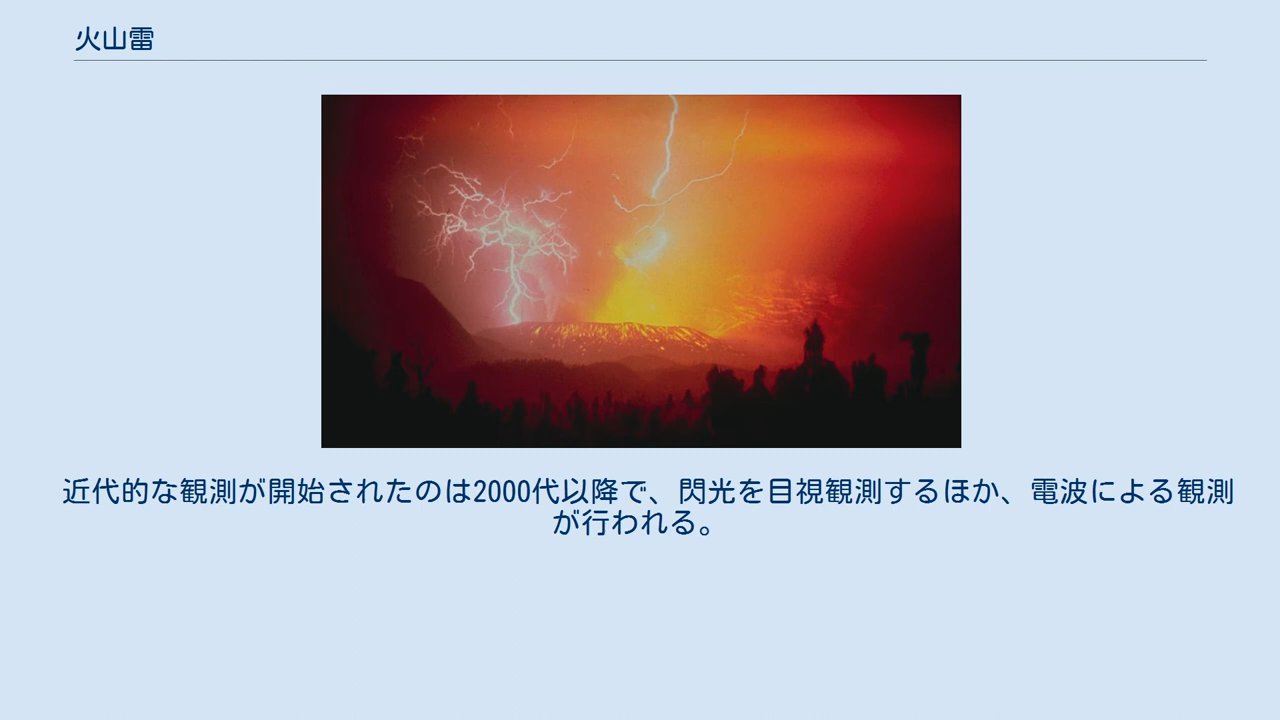 火山雷
近代的な観測が開始されたのは2000代以降で、閃光を目視観測するほか、電波による観測
が行われる。